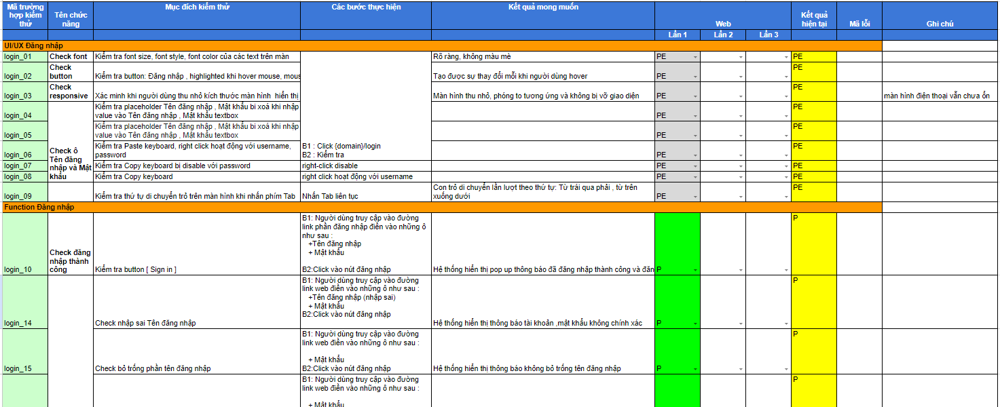 Mã trường hợp kiểm thử
Tên chức năng
Mục đích kiểm thử
Các bước thực hiện
Kết quả mong muốn
Web
Kết quả hiện tại
Mã lỗi
Ghi chú
Lần 1
Lần 2
Lần 3
UI/UX Đăng nhập
login_01
Check font
Kiểm tra font size, font style, font color của các text trên màn
Rõ ràng, không màu mè
PE
PE
login_02
Check button
Kiểm tra button: Đăng nhập , highlighted khi hover mouse, mous
Tạo được sự thay đổi mỗi khi người dùng hover
PE
PE
login_03
Check responsive
Xác minh khi người dùng thu nhỏ kích thước màn hình hiển thị
Màn hình thu nhỏ, phóng to tương ứng và không bị vỡ giao diện
PE
PE
màn hình điện thoại vẫn chưa ổn
login_04
Kiểm tra placeholder Tên đăng nhập , Mật khẩu bi xoá khi nhập
value vào Tên đăng nhập , Mật khẩu textbox
PE
PE
login_05
Kiểm tra placeholder Tên đăng nhập , Mật khẩu bi xoá khi nhập
value vào Tên đăng nhập , Mật khẩu textbox
PE
PE
login_06
Check ô
Tên đăng
nhập và Mật
khẩu
Kiểm tra Paste keyboard, right click hoạt động với username,
password
B1 : Click {domain}/login
B2 : Kiểm tra
PE
PE
login_07
Kiểm tra Copy keyboard bị disable với password
right-click disable
PE
PE
login_08
Kiểm tra Copy keyboard
right click hoạt động với username
PE
PE
login_09
Kiểm tra thứ tự di chuyển trỏ trên màn hình khi nhấn phím Tab
Nhấn Tab liên tục
Con trỏ di chuyển lần lượt theo thứ tự: Từ trái qua phải , từ trên
xuống dưới
PE
PE
Function Đăng nhập
login_10
Check đăng
nhập thành
công
Kiểm tra button [ Sign in ]
B1: Người dùng truy cập vào đường
link phần đăng nhập điền vào những ô
như sau :
+Tên đăng nhập
+ Mật khẩu
B2:Click vào nút đăng nhập
Hệ thống hiển thị pop up thông báo đã đăng nhập thành công và đăn
P
P
login_14
Check nhập sai Tên đăng nhập
B1: Người dùng truy cập vào đường
link web điền vào những ô như sau :
+Tên đăng nhập (nhập sai)
+ Mật khẩu
B2:Click vào nút đăng nhập
Hệ thống hiển thị thông báo tài khoản ,mật khẩu không chính xác
P
P
login_15
Check bỏ trống phần tên đăng nhập
B1: Người dùng truy cập vào đường
link web điền vào những ô như sau :
+ Mật khẩu
B2:Click vào nút đăng nhập
Hệ thống hiển thị thông báo không bỏ trống tên đăng nhập
P
P
B1: Người dùng truy cập vào đường
link web điền vào những ô như sau :
+ Mật khẩu
P